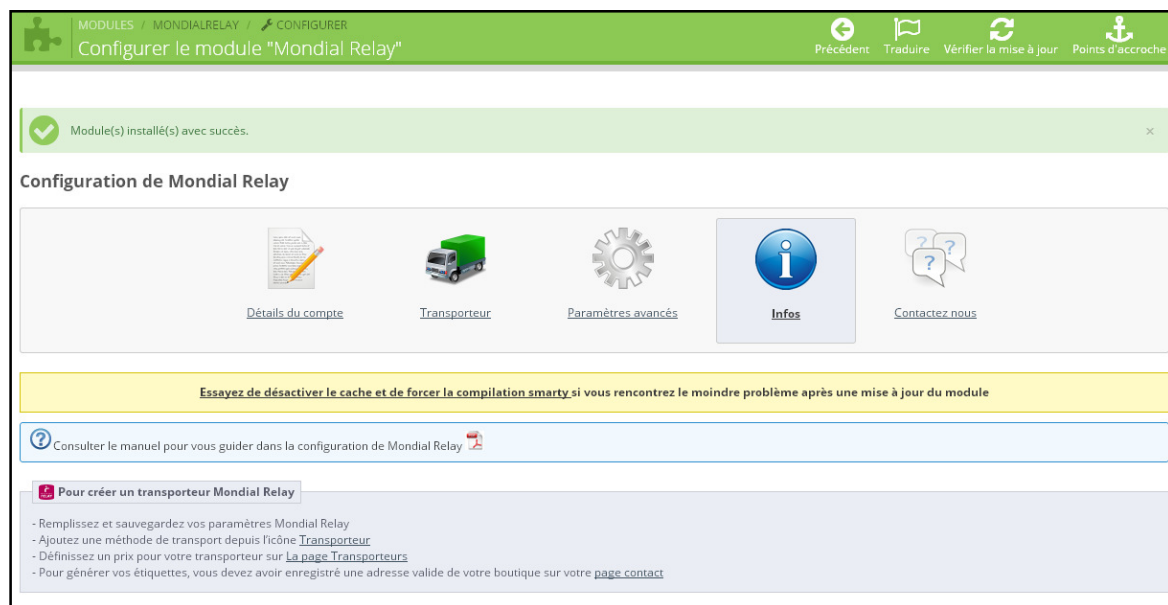 MODULES / MONDIALRELAY / CONFIGURER
Configurer le module "Mondial Relay"
Précédent Traduire Vérifier la mise à jour Points d'accroche
Module(s) installé(s) avec succès. ×
Configuration de Mondial Relay
Détails du compte Transporteur Paramètres avancés Infos Contactez nous
Essayez de désactiver le cache et de forcer la compilation smarty si vous rencontrez le moindre problème après une mise à jour du module
Consulter le manuel pour vous guider dans la configuration de Mondial Relay
Pour créer un transporteur Mondial Relay
- Remplissez et sauvegardez vos paramètres Mondial Relay
- Ajoutez une méthode de transport depuis l'icône Transporteur
- Définissez un prix pour votre transporteur sur La page Transporteurs
- Pour générer vos étiquettes, vous devez avoir enregistré une adresse valide de votre boutique sur votre page contact